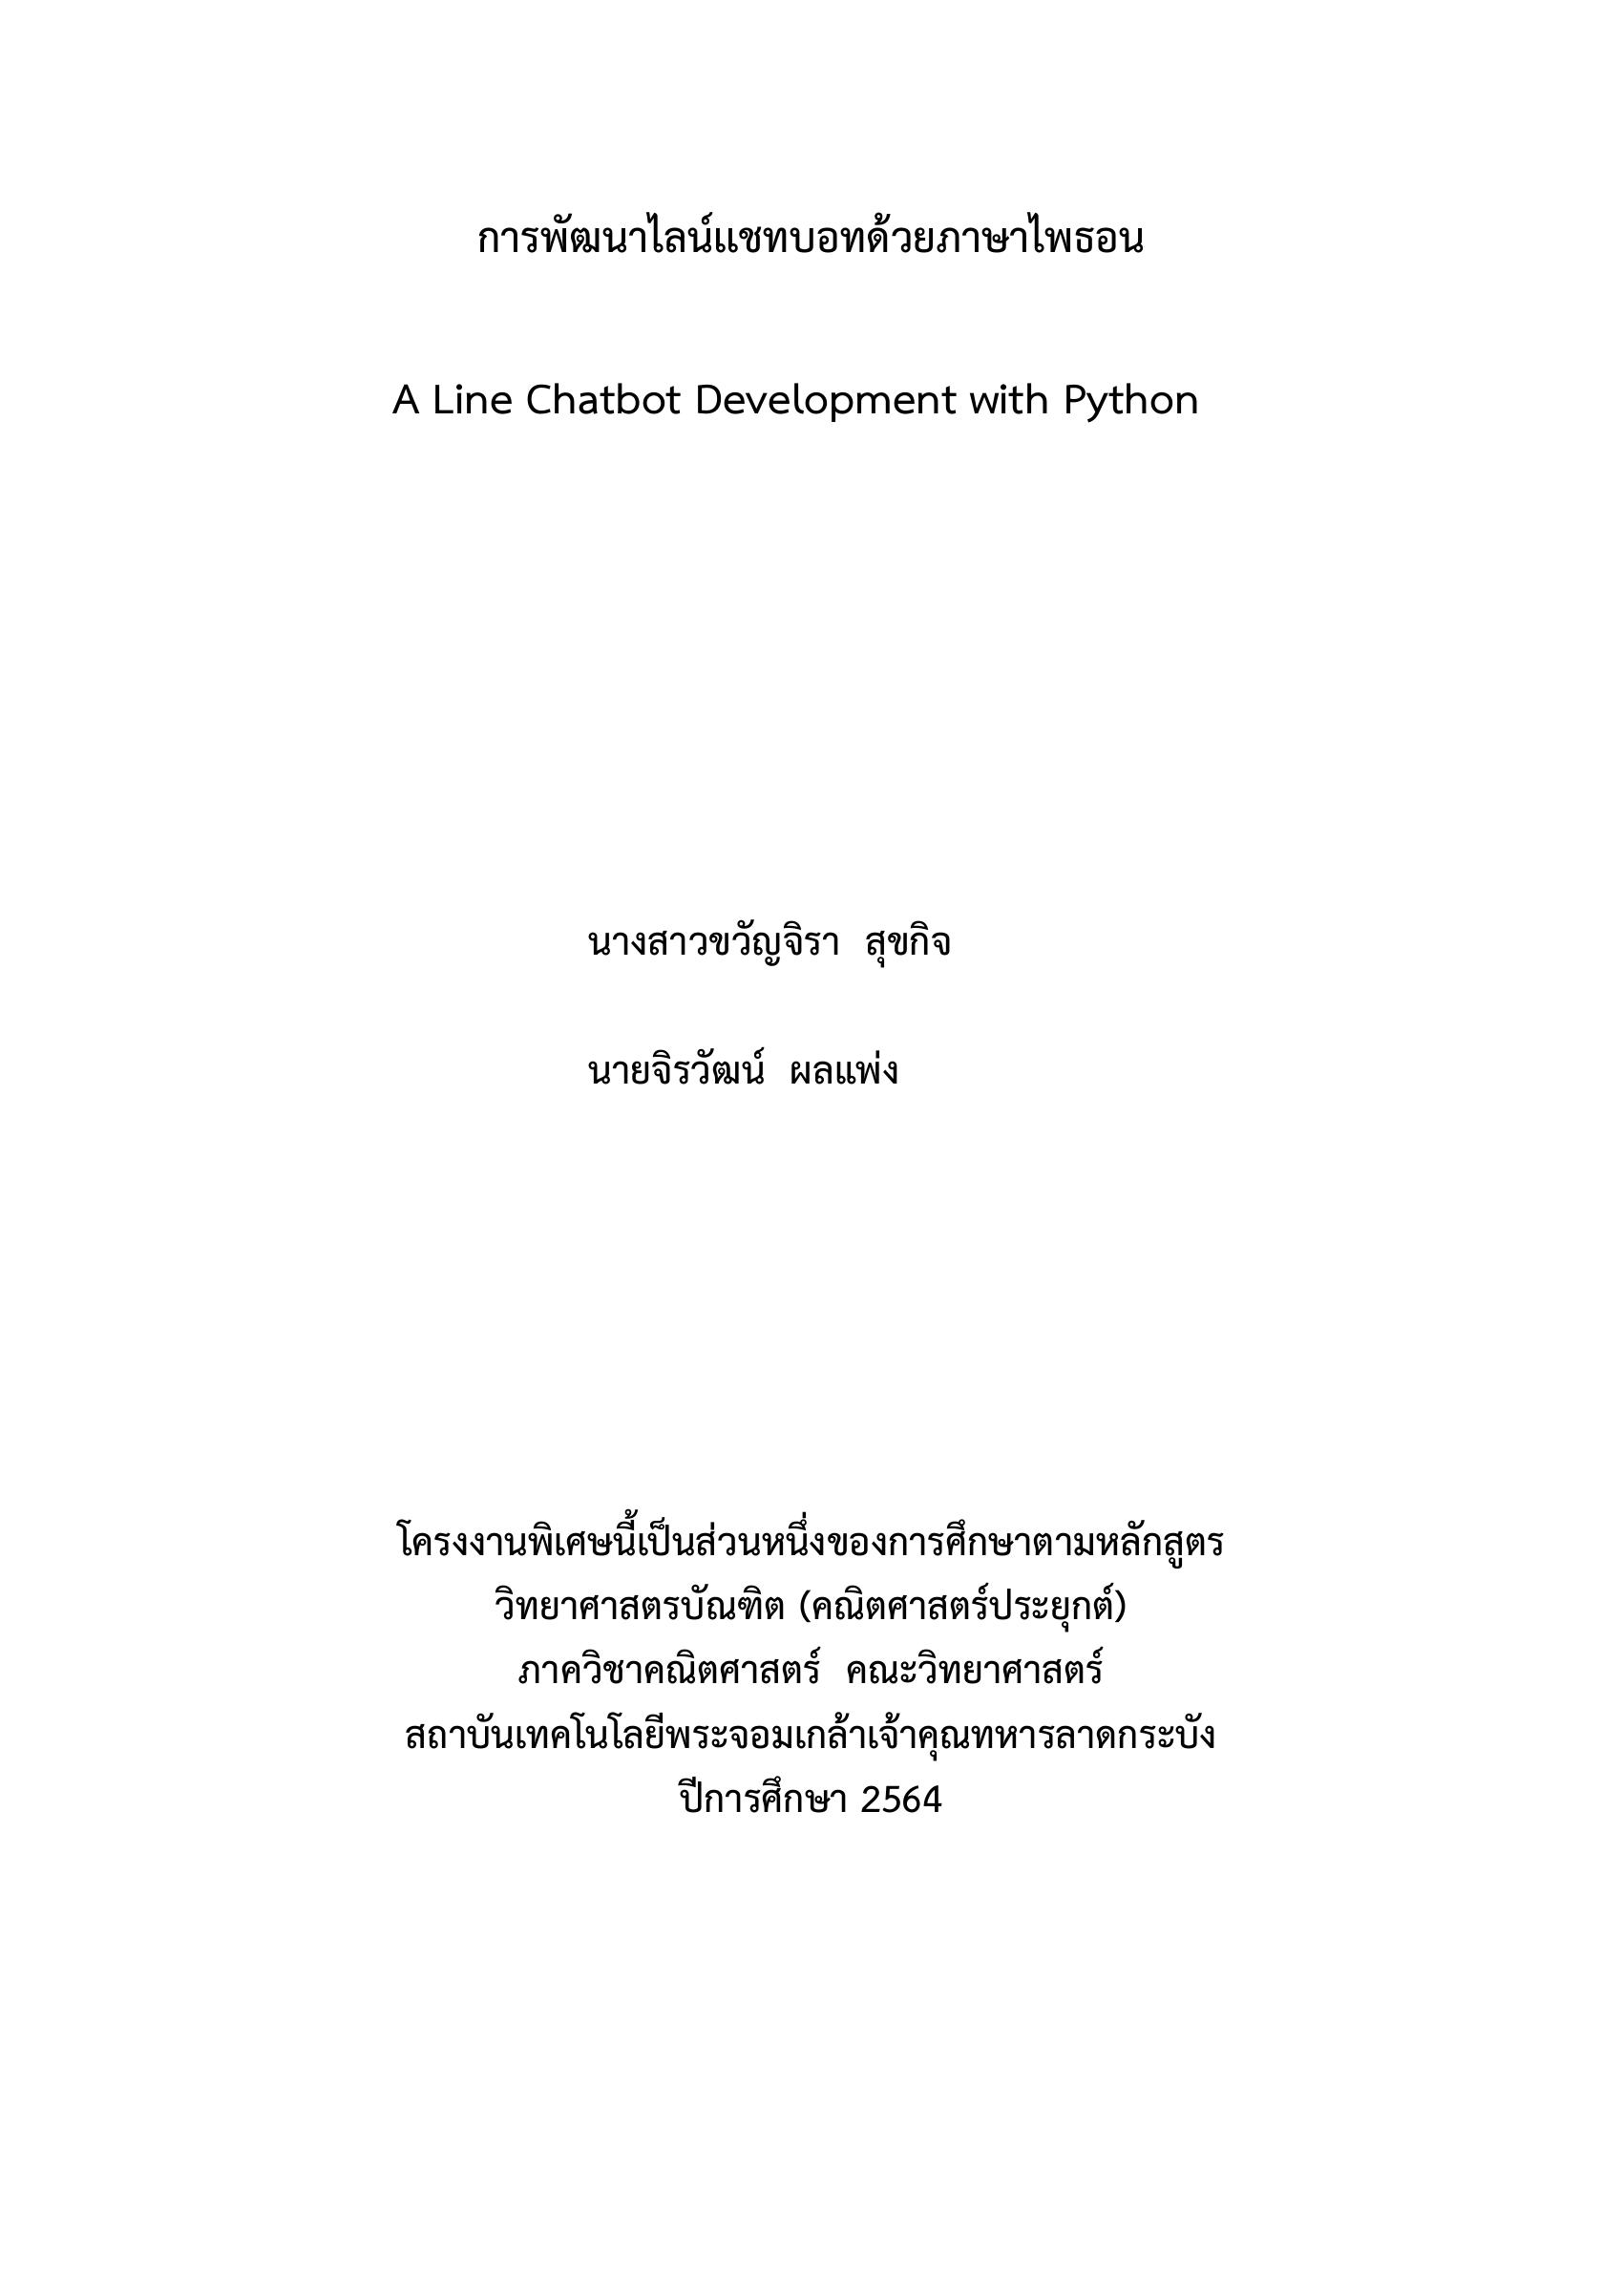 การพัฒนาไลน์แชทบอทด้วยภาษาไพธอน
A Line Chatbot Development with Python
นางสาวขวัญจิรา สุขกิจ
นายจิรวัฒน์ ผลแพ่ง
โครงงานพิเศษนี้เป็นส่วนหนึ่งของการศึกษาตามหลักสูตร
วิทยาศาสตรบัณฑิต (คณิตศาสตร์ประยุกต์)
ภาควิชาคณิตศาสตร์ คณะวิทยาศาสตร์
สถาบันเทคโนโลยีพระจอมเกล้าเจ้าคุณทหารลาดกระบัง
ปีการศึกษา 2564